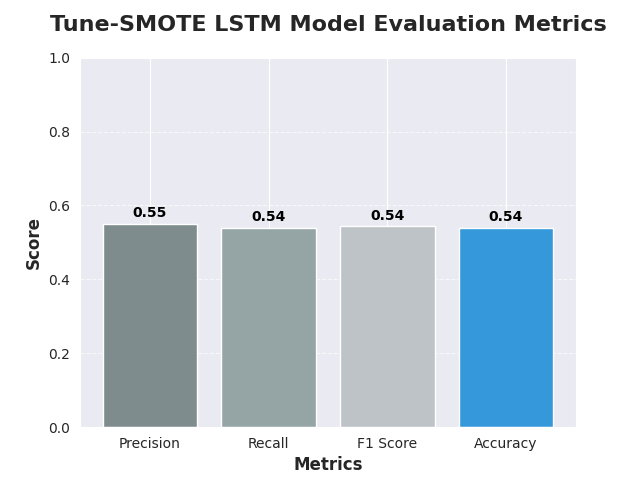 Tune-SMOTE LSTM Model Evaluation Metrics
1.0
0.8
0.6
0.4
0.2
0.0
Score
0.55
0.54
0.54
0.54
Precision
Recall
F1 Score
Accuracy
Metrics